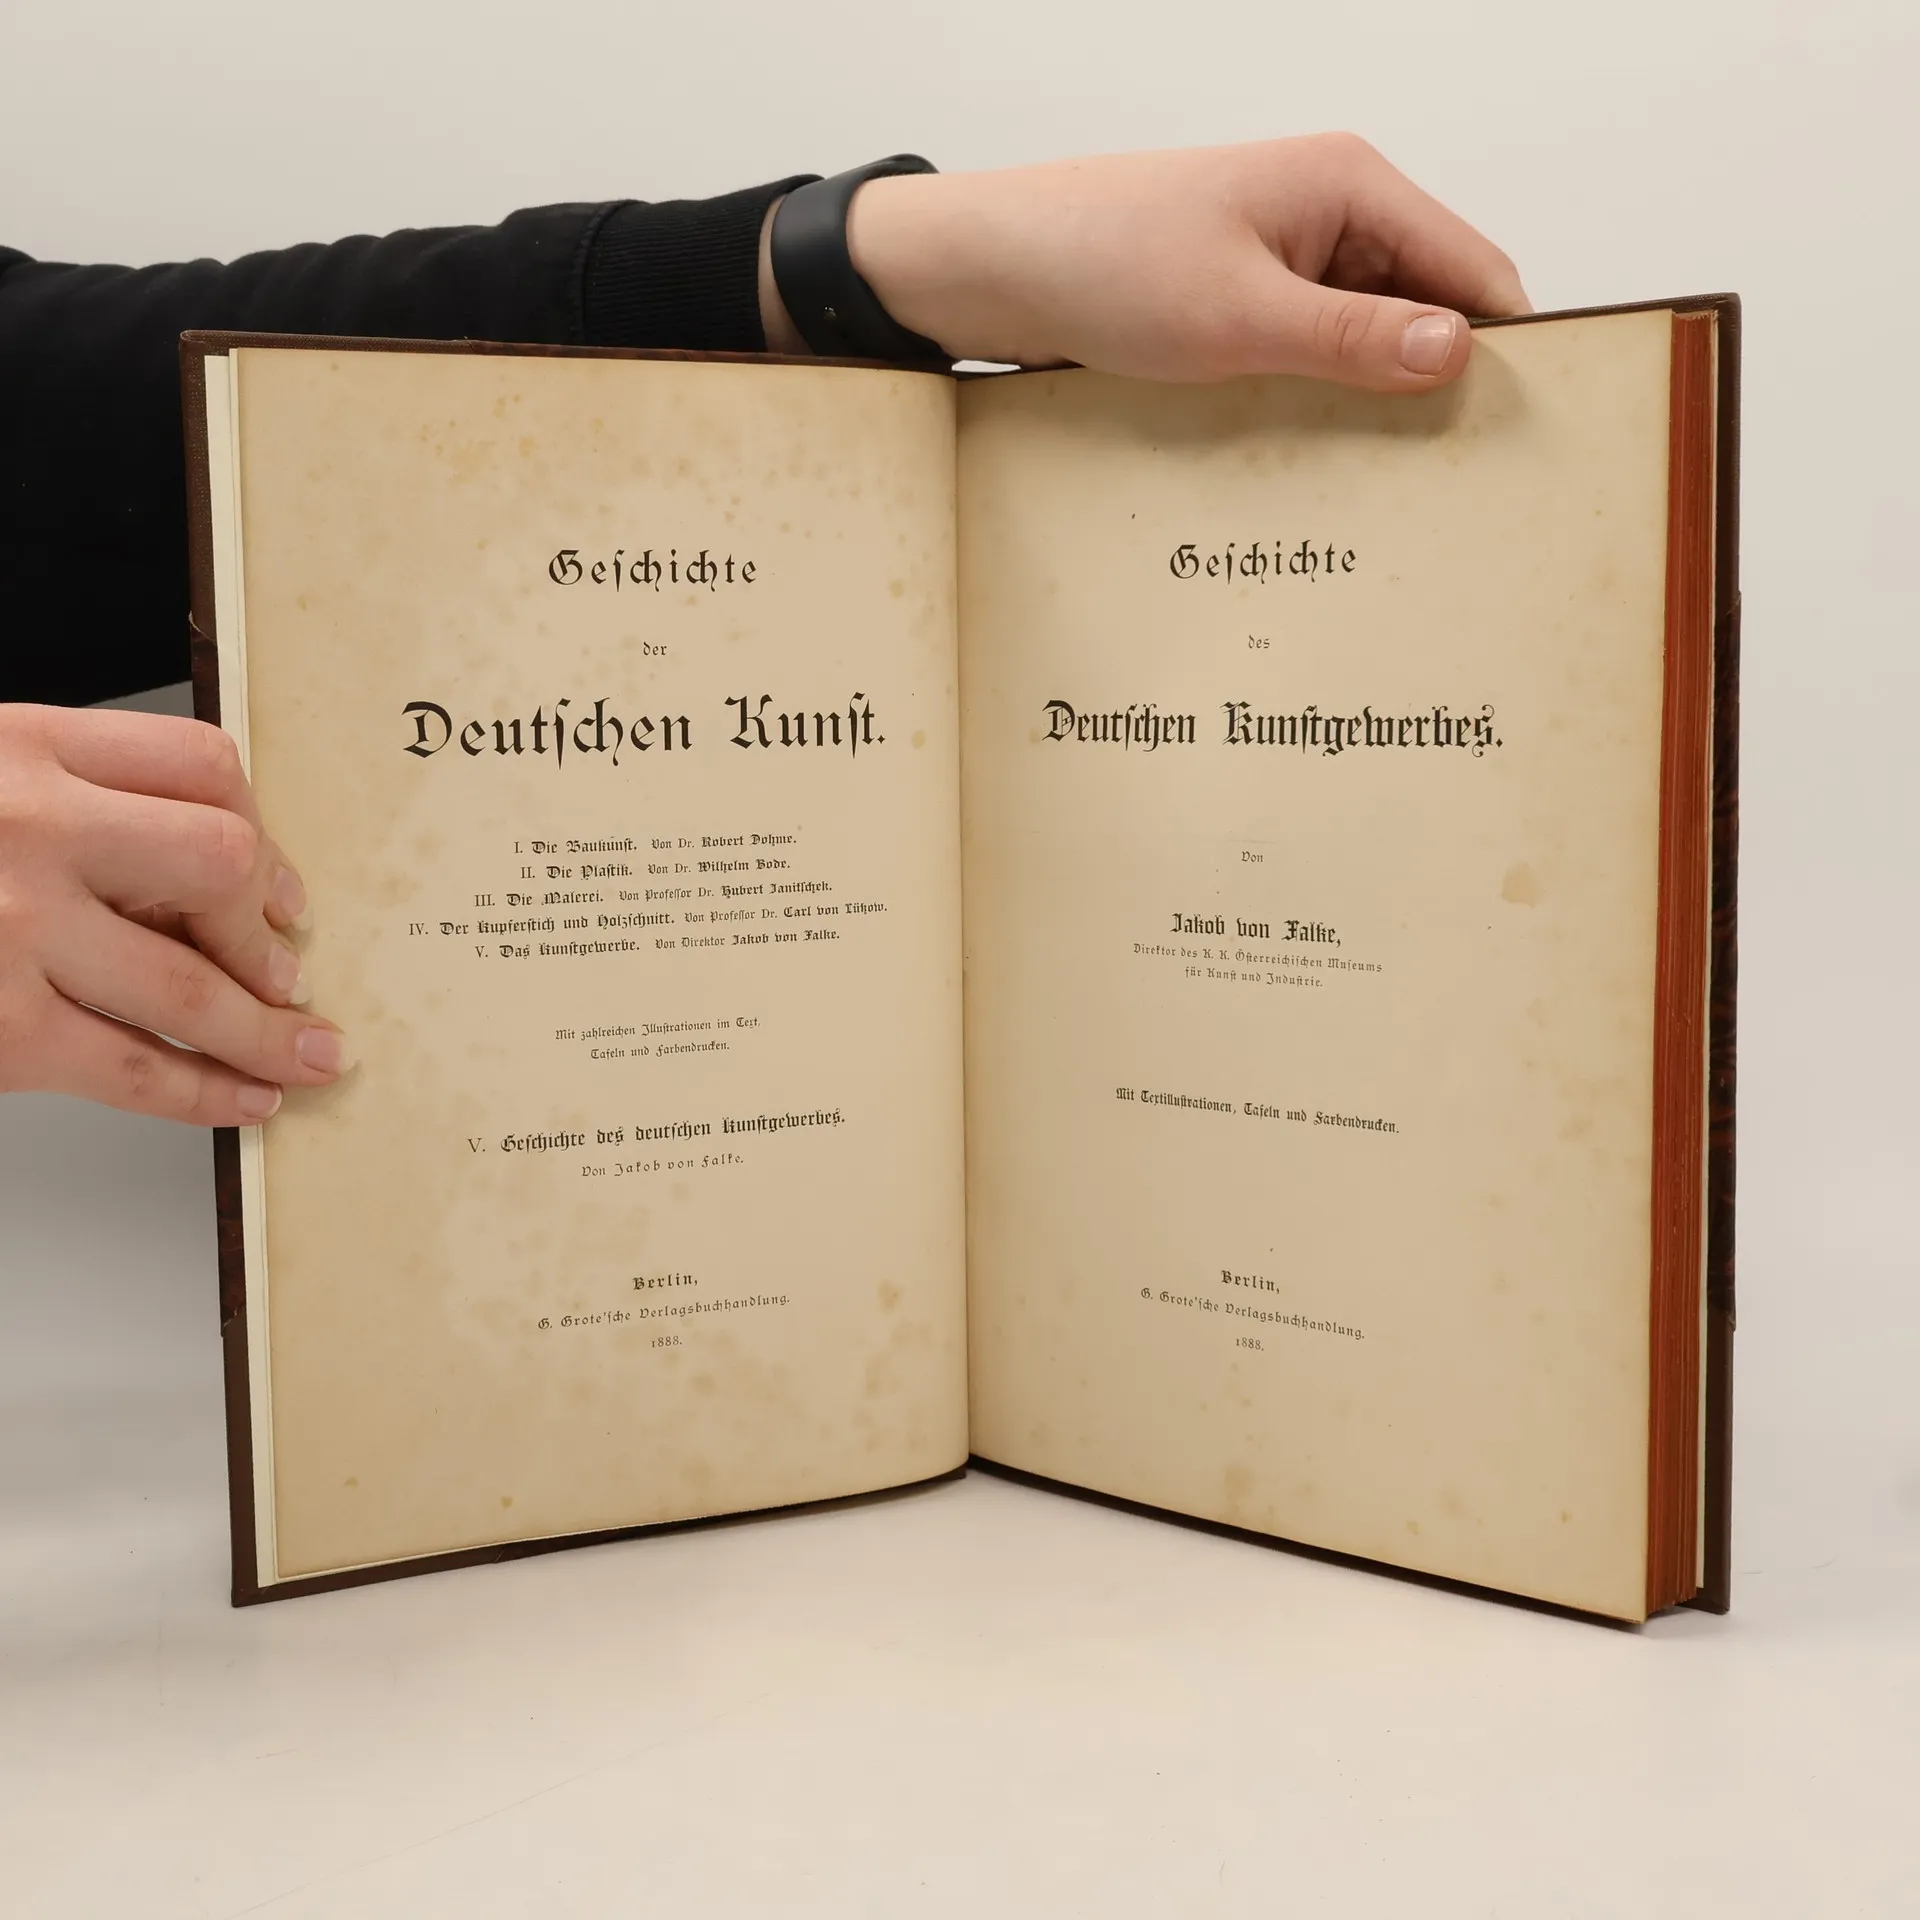 Geſchichte
der
Deutſchen Kunſt.
I. Die Baukunſt. Von Dr. Robert Dohme.
II. Die Plaſtik. Von Dr. Wilhelm Bode.
III. Die Malerei. Von Profeſſor Dr. Hubert Janitſchek.
IV. Der Kupferſtich und Holzſchnitt. Von Profeſſor Dr. Carl von Lützow.
V. Das Kunſtgewerbe. Von Direktor Jakob von Falke.
Mit zahlreichen Illuſtrationen im Text,
Tafeln und Farbendrucken.
V. Geſchichte des deutſchen Kunſtgewerbes.
Von Jakob von Falke.
Berlin,
G. Grote'ſche Verlagsbuchhandlung.
1888.
Geſchichte
des
Deutſchen Kunſtgewerbes.
Von
Jakob von Falke,
Direktor des K. K. Öſterreichiſchen Muſeums
für Kunſt und Induſtrie.
Mit Textilluſtrationen, Tafeln und Farbendrucken.
Berlin,
G. Grote'ſche Verlagsbuchhandlung.
1888.